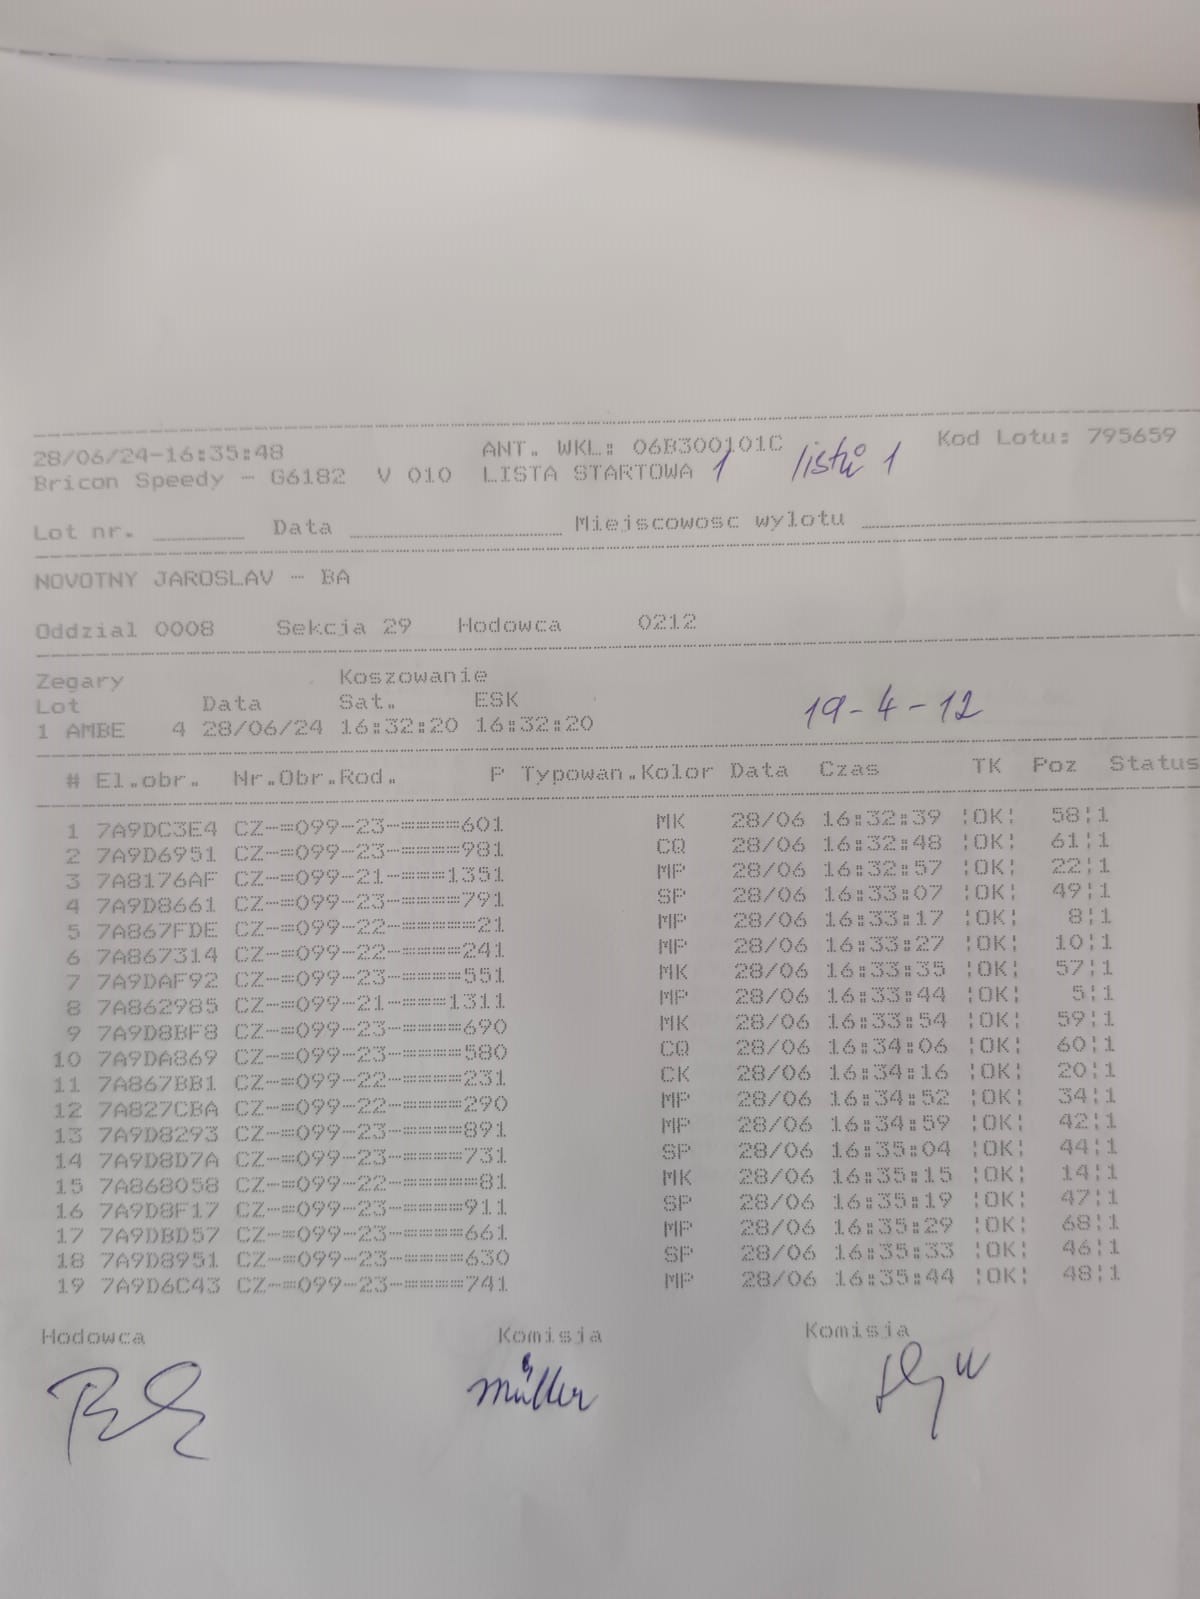 28/06/24-16:35:48 ANT. WKL: 06B300101C Kod Lotu: 795659
Bricon Speedy - G6182 V 010 LISTA STARTOWA 1 listů 1
Lot nr. ______ Data ______________ Miejscowosc wylotu ______________________
NOVOTNY JAROSLAV - BA
Oddzial 0008 Sekcja 29 Hodowca 0212
Zegary Koszowanie
Lot Data Sat. ESK
1 AMBE 4 28/06/24 16:32:20 16:32:20 19-4-12
# El.obr. Nr.Obr.Rod. P Typowan.Kolor Data Czas TK Poz Status
1 7A9DC3E4 CZ-=099-23-=====601 MK 28/06 16:32:39 ¦OK¦ 58¦1
2 7A9D6951 CZ-=099-23-=====981 CQ 28/06 16:32:48 ¦OK¦ 61¦1
3 7A8176AF CZ-=099-21-====1351 MP 28/06 16:32:57 ¦OK¦ 22¦1
4 7A9D8661 CZ-=099-23-=====791 SP 28/06 16:33:07 ¦OK¦ 49¦1
5 7A867FDE CZ-=099-22-======21 MP 28/06 16:33:17 ¦OK¦ 8¦1
6 7A867314 CZ-=099-22-=====241 MP 28/06 16:33:27 ¦OK¦ 10¦1
7 7A9DAF92 CZ-=099-23-=====551 MK 28/06 16:33:35 ¦OK¦ 57¦1
8 7A862985 CZ-=099-21-====1311 MP 28/06 16:33:44 ¦OK¦ 5¦1
9 7A9D8BF8 CZ-=099-23-=====690 MK 28/06 16:33:54 ¦OK¦ 59¦1
10 7A9DA869 CZ-=099-23-=====580 CQ 28/06 16:34:06 ¦OK¦ 60¦1
11 7A867BB1 CZ-=099-22-=====231 CK 28/06 16:34:16 ¦OK¦ 20¦1
12 7A827CBA CZ-=099-22-=====290 MP 28/06 16:34:52 ¦OK¦ 34¦1
13 7A9D8293 CZ-=099-23-=====891 MP 28/06 16:34:59 ¦OK¦ 42¦1
14 7A9D8D7A CZ-=099-23-=====731 SP 28/06 16:35:04 ¦OK¦ 44¦1
15 7A868058 CZ-=099-22-======81 MK 28/06 16:35:15 ¦OK¦ 14¦1
16 7A9D8F17 CZ-=099-23-=====911 SP 28/06 16:35:19 ¦OK¦ 47¦1
17 7A9DBD57 CZ-=099-23-=====661 MP 28/06 16:35:29 ¦OK¦ 68¦1
18 7A9D8951 CZ-=099-23-=====630 SP 28/06 16:35:33 ¦OK¦ 46¦1
19 7A9D6C43 CZ-=099-23-=====741 MP 28/06 16:35:44 ¦OK¦ 48¦1
Hodowca Komisja Komisja
Müller